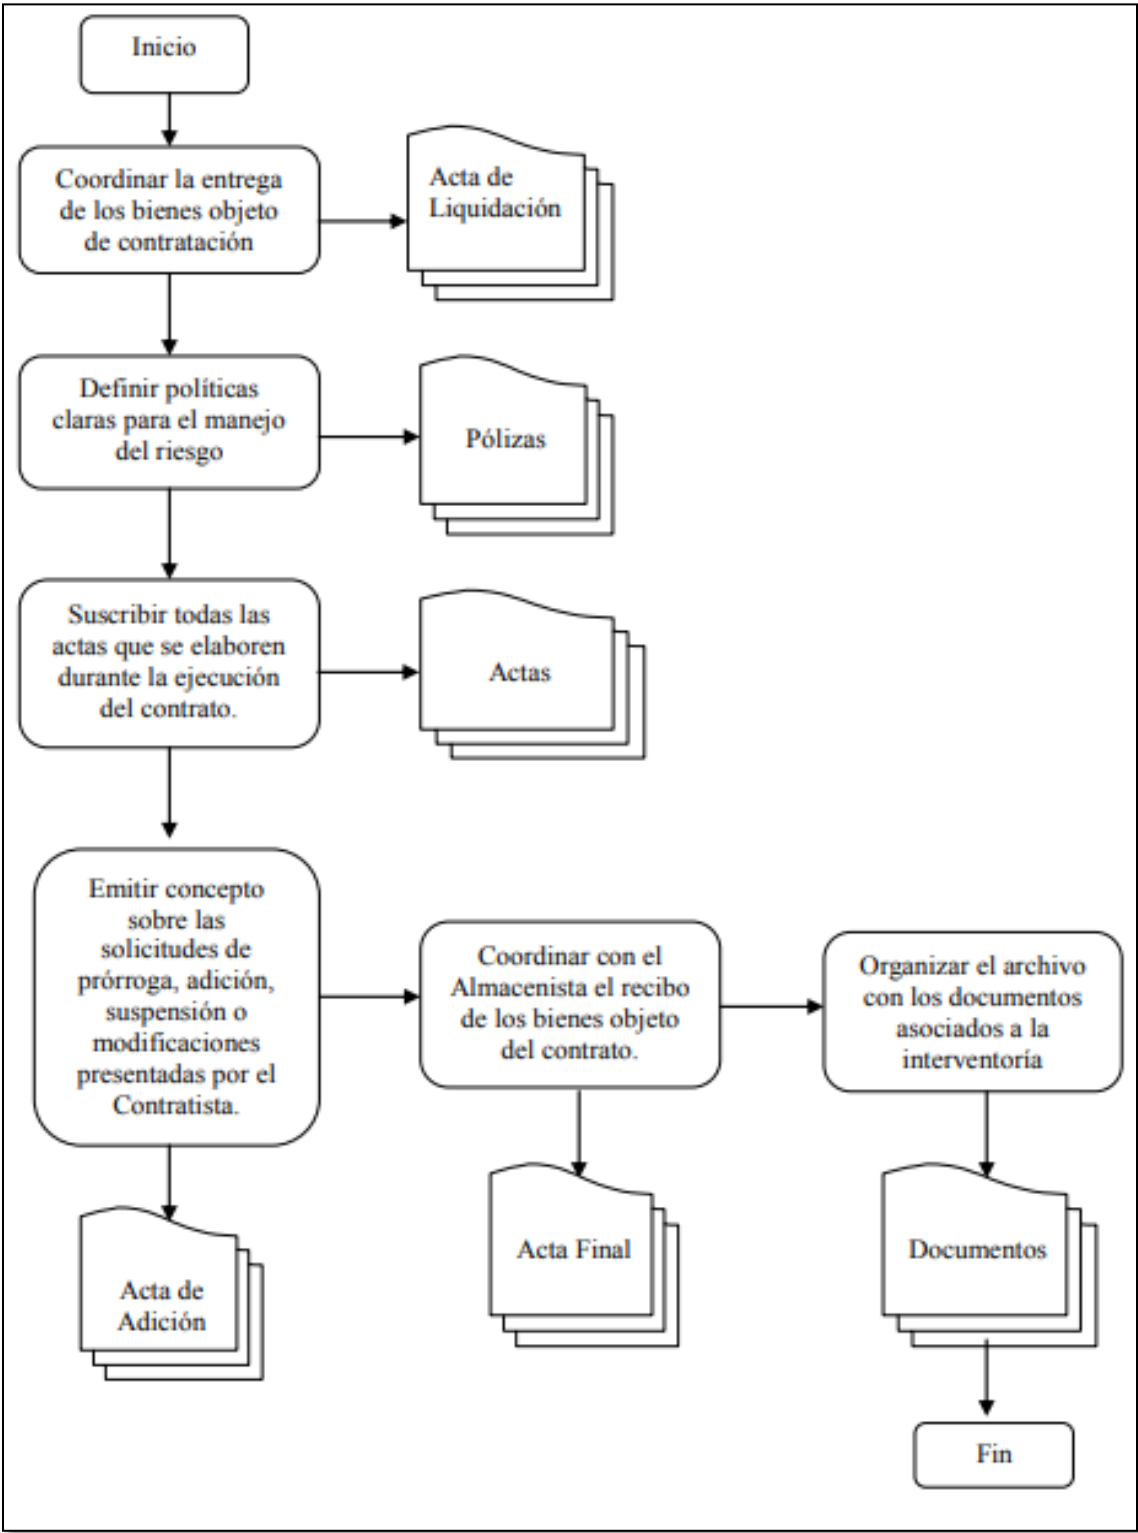 Inicio
Coordinar la entrega
de los bienes objeto
de contratación
Acta de
Liquidación
Definir políticas
claras para el manejo
del riesgo
Pólizas
Suscribir todas las
actas que se elaboren
durante la ejecución
del contrato.
Actas
Emitir concepto
sobre las
solicitudes de
prórroga, adición,
suspensión o
modificaciones
presentadas por el
Contratista.
Coordinar con el
Almacenista el recibo
de los bienes objeto
del contrato.
Organizar el archivo
con los documentos
asociados a la
interventoría
Acta de
Adición
Acta Final
Documentos
Fin